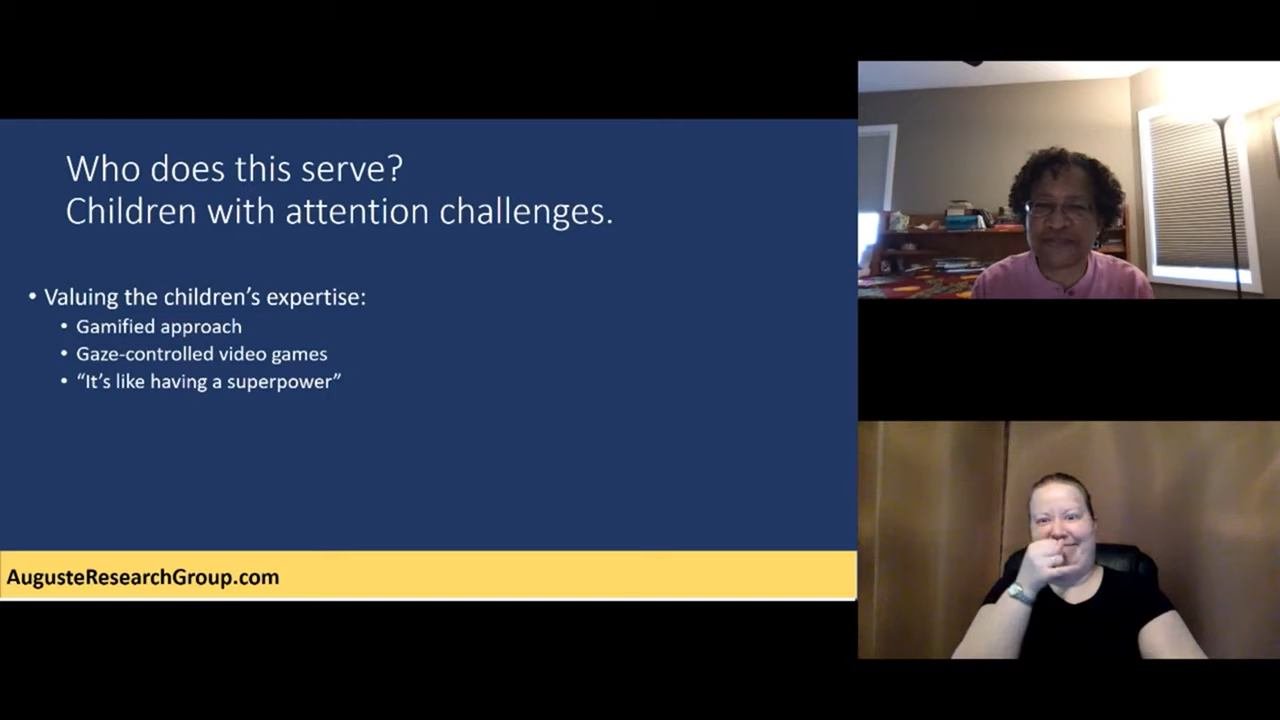 Who does this serve?
Children with attention challenges.
• Valuing the children's expertise:
• Gamified approach
• Gaze-controlled video games
• “It's like having a superpower”
AugusteResearchGroup.com